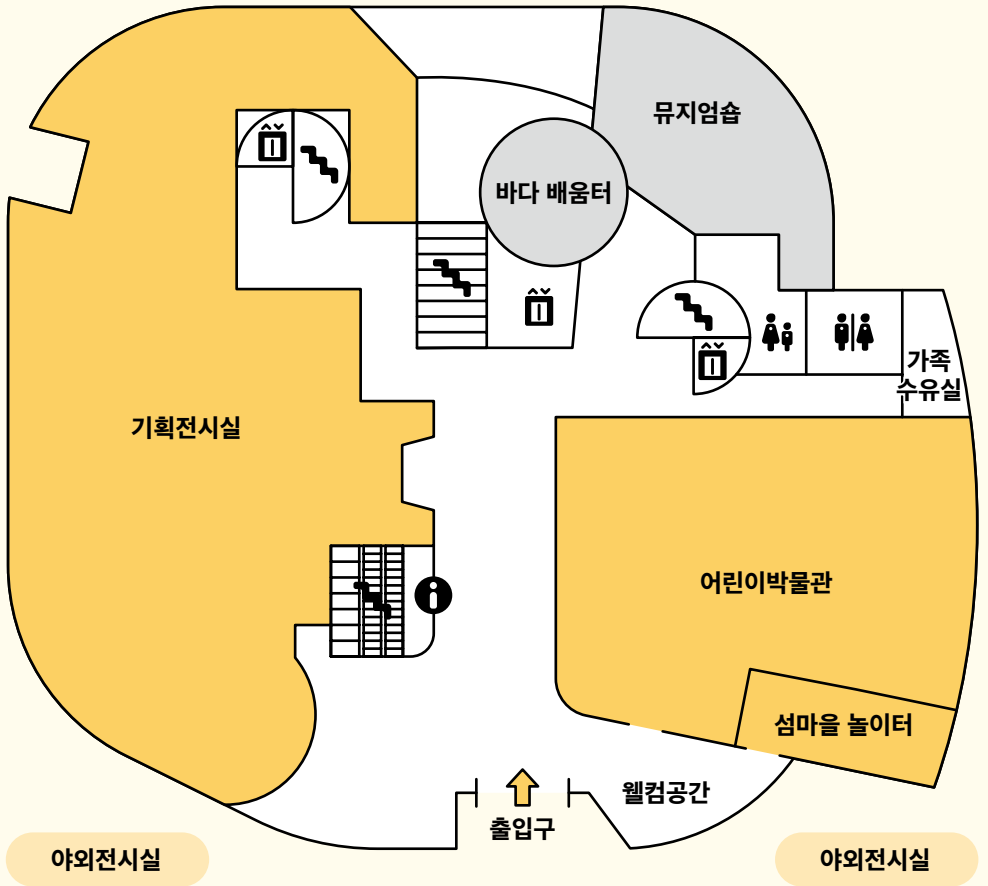 뮤지엄숍
바다 배움터
가족
수유실
기획전시실
어린이박물관
섬마을 놀이터
웰컴공간
출입구
야외전시실
야외전시실